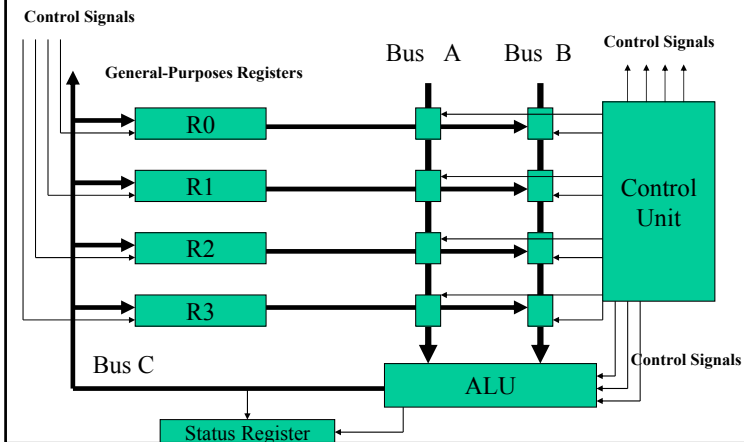 Control Signals
Bus A Bus B
Control Signals
General-Purposes Registers
R0
R1
Control
Unit
R2
R3
Bus C
Control Signals
ALU
Status Register